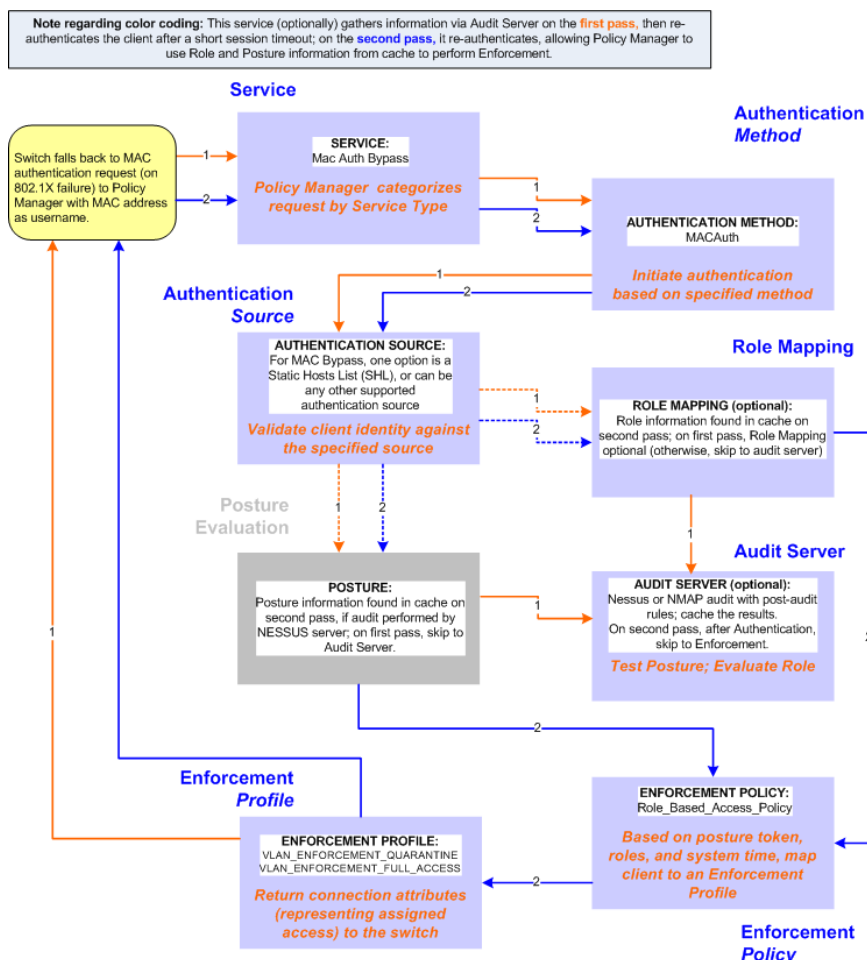 Note regarding color coding: This service (optionally) gathers information via Audit Server on the first pass, then re-
authenticates the client after a short session timeout; on the second pass, it re-authenticates, allowing Policy Manager to
use Role and Posture information from cache to perform Enforcement.
Service
Authentication
Method
Switch falls back to MAC
authentication request (on
802.1X failure) to Policy
Manager with MAC address
as username.
1
2
SERVICE:
Mac Auth Bypass
Policy Manager categorizes
request by Service Type
1
2
AUTHENTICATION METHOD:
MACAuth
Initiate authentication
based on specified method
1
2
Authentication
Source
AUTHENTICATION SOURCE:
For MAC Bypass, one option is a
Static Hosts List (SHL), or can be
any other supported
authentication source
Validate client identity against
the specified source
1
2
Role Mapping
ROLE MAPPING (optional):
Role information found in cache on
second pass; on first pass, Role Mapping
optional (otherwise, skip to audit server)
Posture
Evaluation
1
2
1
Audit Server
POSTURE:
Posture information found in cache on
second pass, if audit performed by
NESSUS server; on first pass, skip to
Audit Server.
1
AUDIT SERVER (optional):
Nessus or NMAP audit with post-audit
rules; cache the results.
On second pass, after Authentication,
skip to Enforcement.
Test Posture; Evaluate Role
1
2
2
Enforcement
Profile
ENFORCEMENT POLICY:
Role_Based_Access_Policy
Based on posture token,
roles, and system time, map
client to an Enforcement
Profile
ENFORCEMENT PROFILE:
VLAN_ENFORCEMENT_QUARANTINE
VLAN_ENFORCEMENT_FULL_ACCESS
Return connection attributes
(representing assigned
access) to the switch
2
Enforcement
Policy